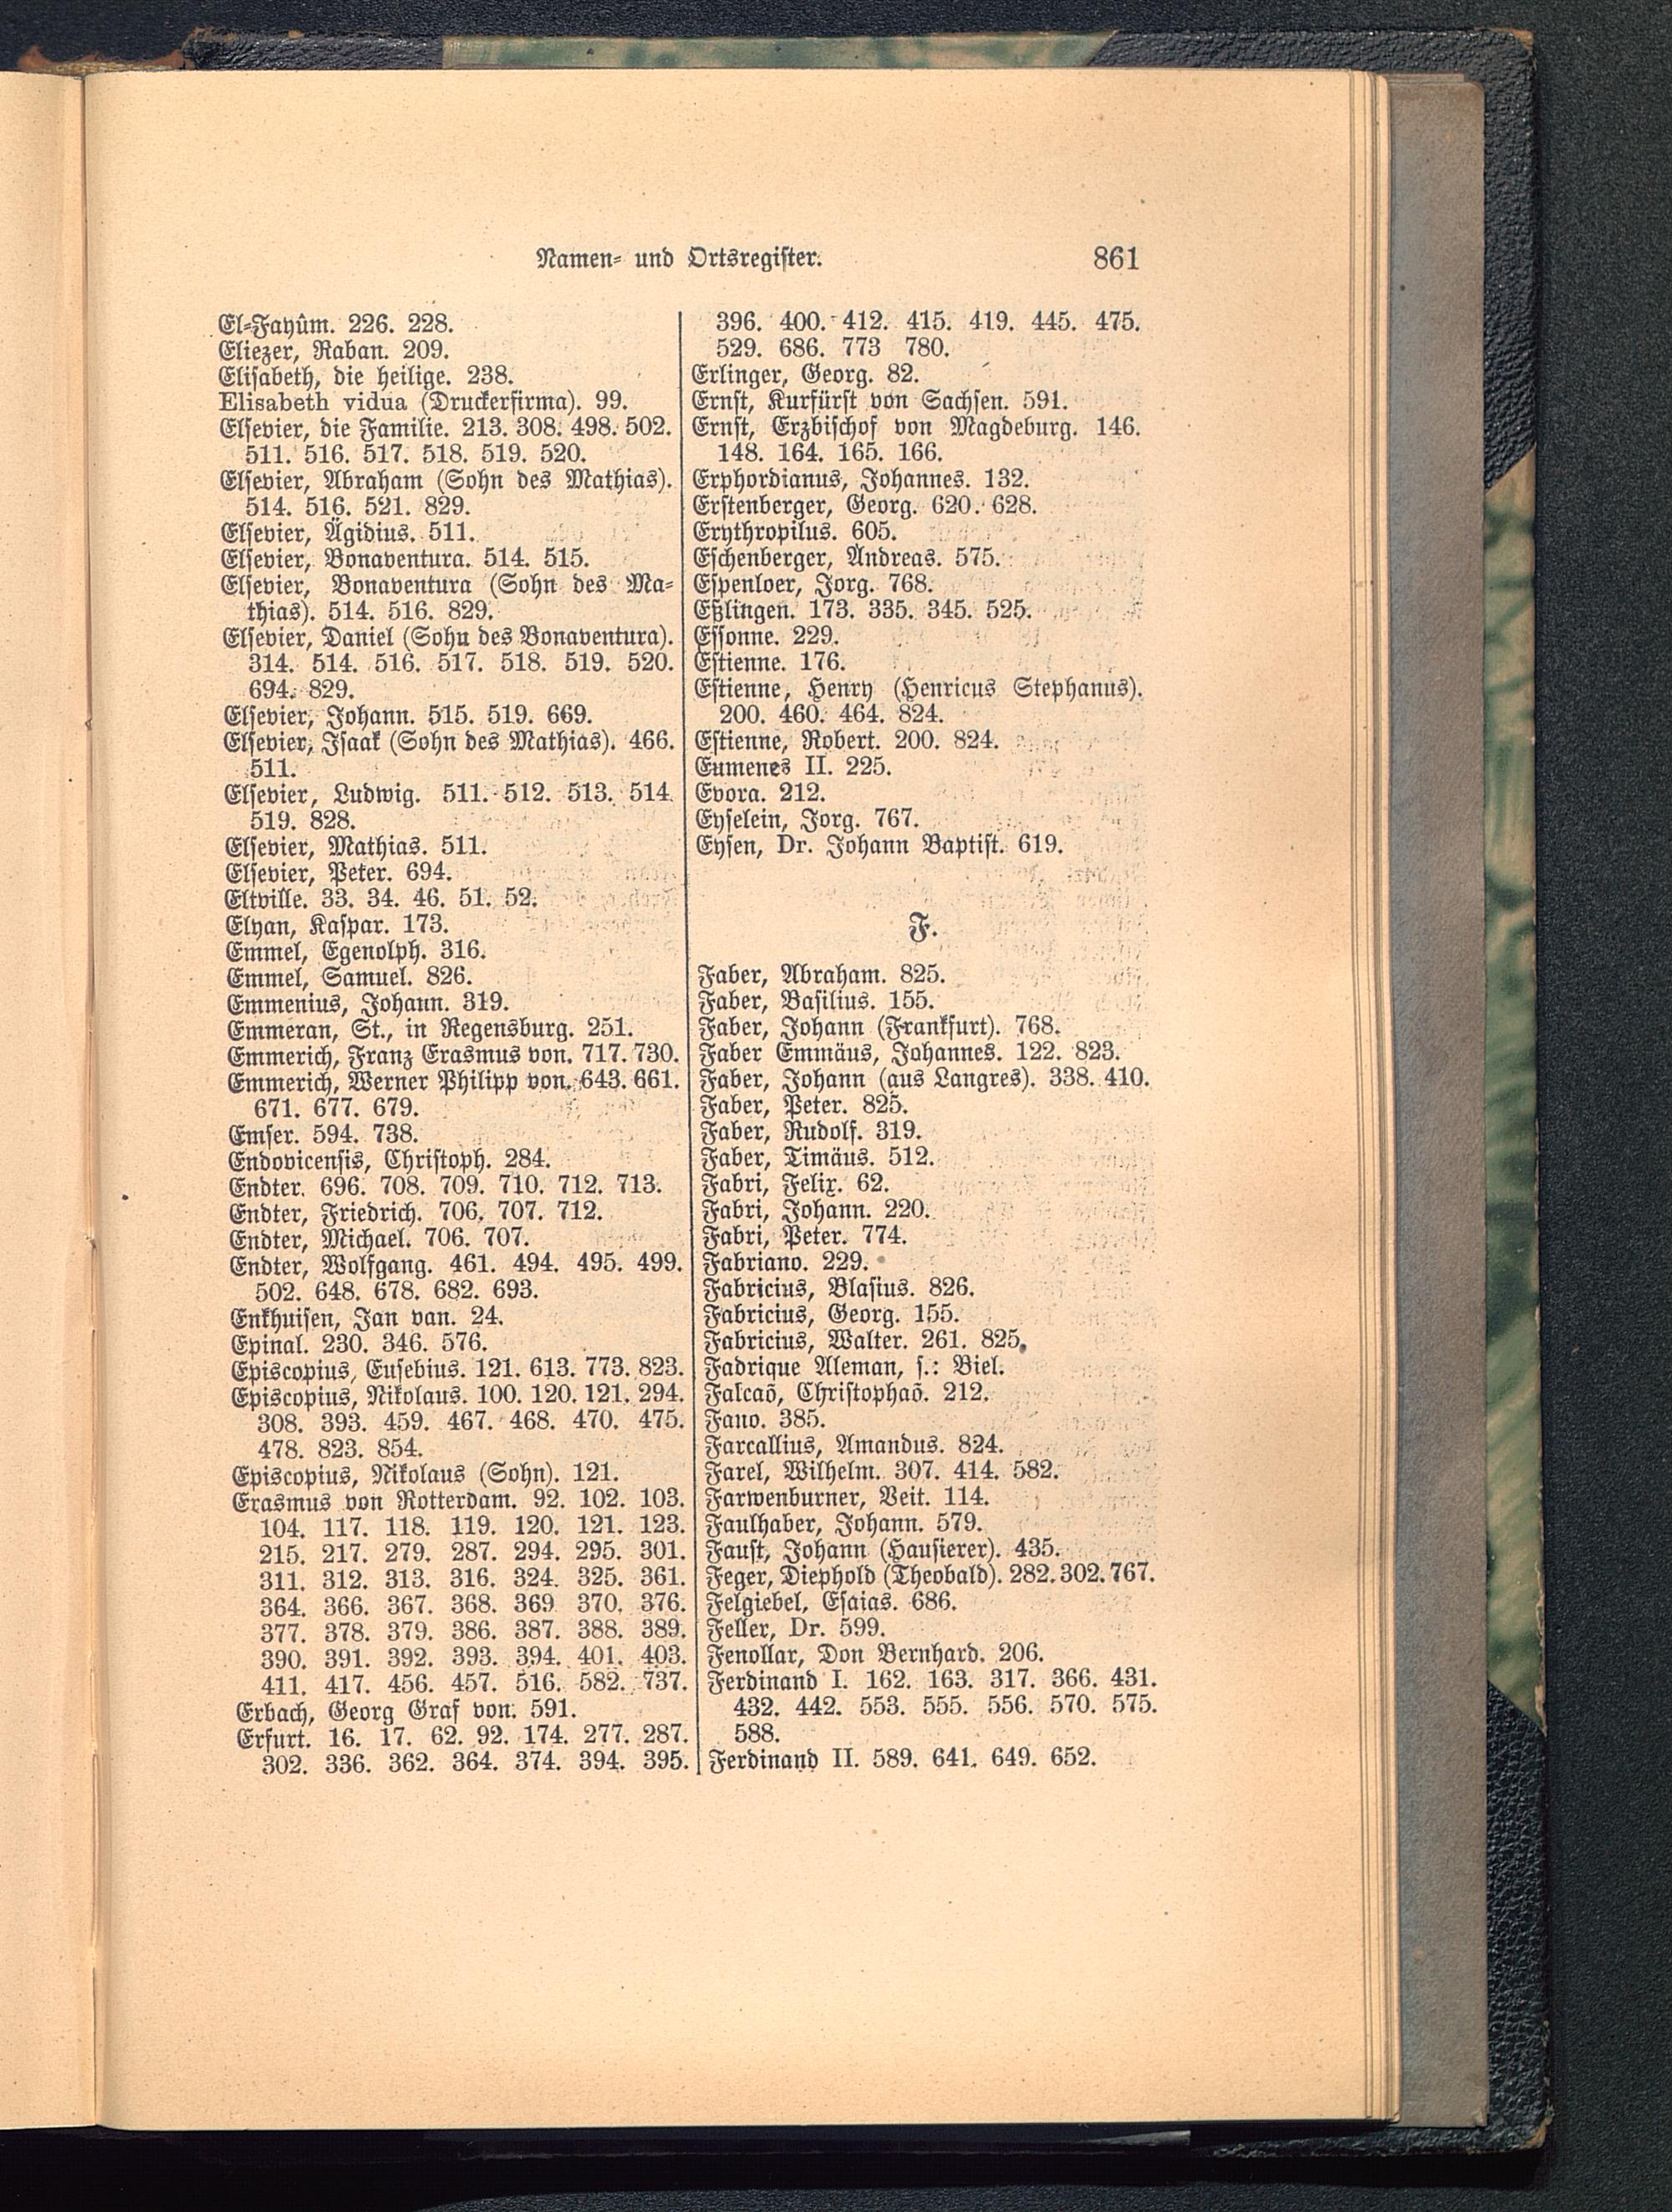 Namen- und Ortsregister.
861
El-Fayûm. 226. 228.
Eliezer, Raban. 209.
Elisabeth, die heilige. 238.
Elisabeth vidua (Druckerfirma). 99.
Elsevier, die Familie. 213. 308. 498. 502.
511. 516. 517. 518. 519. 520.
Elsevier, Abraham (Sohn des Mathias).
514. 516. 521. 829.
Elsevier, Ägidius. 511.
Elsevier, Bonaventura. 514. 515.
Elsevier, Bonaventura (Sohn des Ma-
thias). 514. 516. 829.
Elsevier, Daniel (Sohn des Bonaventura).
314. 514. 516. 517. 518. 519. 520.
694. 829.
Elsevier, Johann. 515. 519. 669.
Elsevier, Isaak (Sohn des Mathias). 466.
511.
Elsevier, Ludwig. 511. 512. 513. 514.
519. 828.
Elsevier, Mathias. 511.
Elsevier, Peter. 694.
Eltville. 33. 34. 46. 51. 52.
Elyan, Kaspar. 173.
Emmel, Egenolph. 316.
Emmel, Samuel. 826.
Emmenius, Johann. 319.
Emmeran, St., in Regensburg. 251.
Emmerich, Franz Erasmus von. 717. 730.
Emmerich, Werner Philipp von. 643. 661.
671. 677. 679.
Emser. 594. 738.
Endovicensis, Christoph. 284.
Endter. 696. 708. 709. 710. 712. 713.
Endter, Friedrich. 706. 707. 712.
Endter, Michael. 706. 707.
Endter, Wolfgang. 461. 494. 495. 499.
502. 648. 678. 682. 693.
Enkhuisen, Jan van. 24.
Epinal. 230. 346. 576.
Episcopius, Eusebius. 121. 613. 773. 823.
Episcopius, Nikolaus. 100. 120. 121. 294.
308. 393. 459. 467. 468. 470. 475.
478. 823. 854.
Episcopius, Nikolaus (Sohn). 121.
Erasmus von Rotterdam. 92. 102. 103.
104. 117. 118. 119. 120. 121. 123.
215. 217. 279. 287. 294. 295. 301.
311. 312. 313. 316. 324. 325. 361.
364. 366. 367. 368. 369 370. 376.
377. 378. 379. 386. 387. 388. 389.
390. 391. 392. 393. 394. 401. 403.
411. 417. 456. 457. 516. 582. 737.
Erbach, Georg Graf von. 591.
Erfurt. 16. 17. 62. 92. 174. 277. 287.
302. 336. 362. 364. 374. 394. 395.
396. 400. 412. 415. 419. 445. 475.
529. 686. 773 780.
Erlinger, Georg. 82.
Ernst, Kurfürst von Sachsen. 591.
Ernst, Erzbischof von Magdeburg. 146.
148. 164. 165. 166.
Erphordianus, Johannes. 132.
Erstenberger, Georg. 620. 628.
Erythropilus. 605.
Eschenberger, Andreas. 575.
Espenloer, Jorg. 768.
Eßlingen. 173. 335. 345. 525.
Essonne. 229.
Estienne. 176.
Estienne, Henry (Henricus Stephanus).
200. 460. 464. 824.
Estienne, Robert. 200. 824.
Eumenes II. 225.
Evora. 212.
Eyselein, Jorg. 767.
Eysen, Dr. Johann Baptist. 619.
F.
Faber, Abraham. 825.
Faber, Basilius. 155.
Faber, Johann (Frankfurt). 768.
Faber Emmäus, Johannes. 122. 823.
Faber, Johann (aus Langres). 338. 410.
Faber, Peter. 825.
Faber, Rudolf. 319.
Faber, Timäus. 512.
Fabri, Felix. 62.
Fabri, Johann. 220.
Fabri, Peter. 774.
Fabriano. 229.
Fabricius, Blasius. 826.
Fabricius, Georg. 155.
Fabricius, Walter. 261. 825.
Fadrique Aleman, s.: Biel.
Falcaõ, Christophaõ. 212.
Fano. 385.
Farcallius, Amandus. 824.
Farel, Wilhelm. 307. 414. 582.
Farwenburner, Veit. 114.
Faulhaber, Johann. 579.
Faust, Johann (Hausierer). 435.
Feger, Diephold (Theobald). 282. 302. 767.
Felgiebel, Esaias. 686.
Feller, Dr. 599.
Fenollar, Don Bernhard. 206.
Ferdinand I. 162. 163. 317. 366. 431.
432. 442. 553. 555. 556. 570. 575.
588.
Ferdinand II. 589. 641. 649. 652.